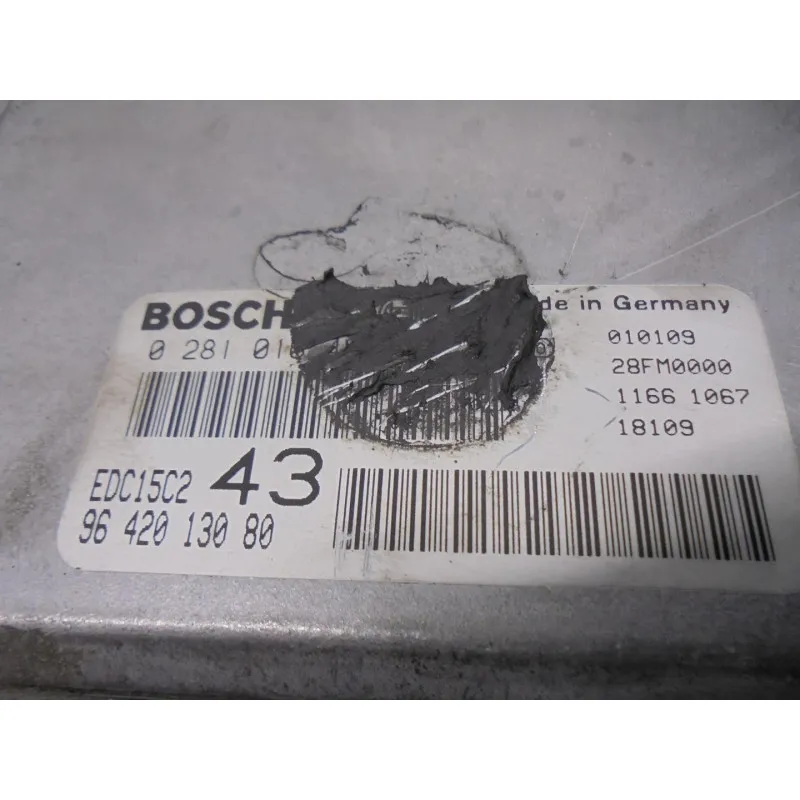 BOSCH de in Germany
0 281 01 010109
28FM0000
1166 1067
18109
EDC15C2 43
96 420 130 80